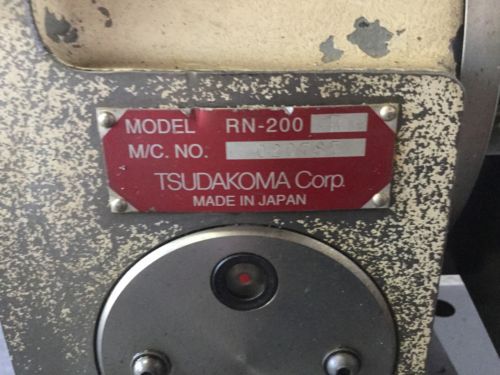 MODEL RN-200
M/C. NO.
TSUDAKOMA Corp.
MADE IN JAPAN